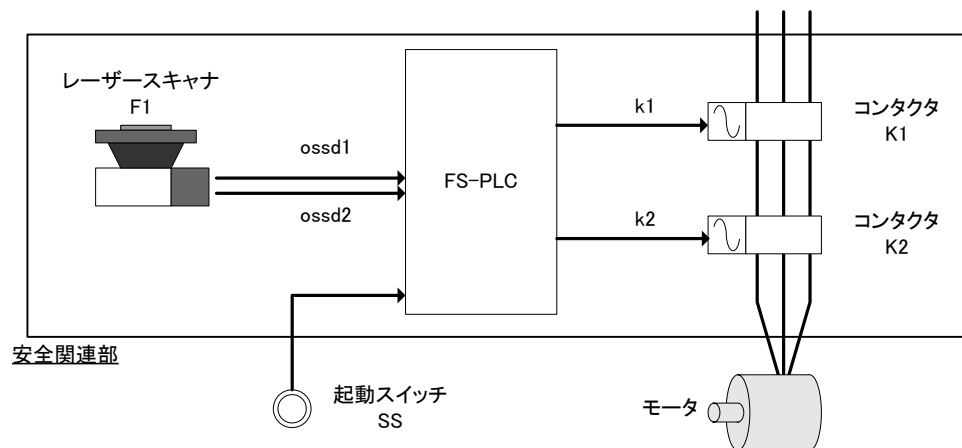 レーザースキャナ
F1
ossd1
ossd2
FS-PLC
k1
k2
コンタクタ
K1
コンタクタ
K2
安全関連部
起動スイッチ
SS
モータ